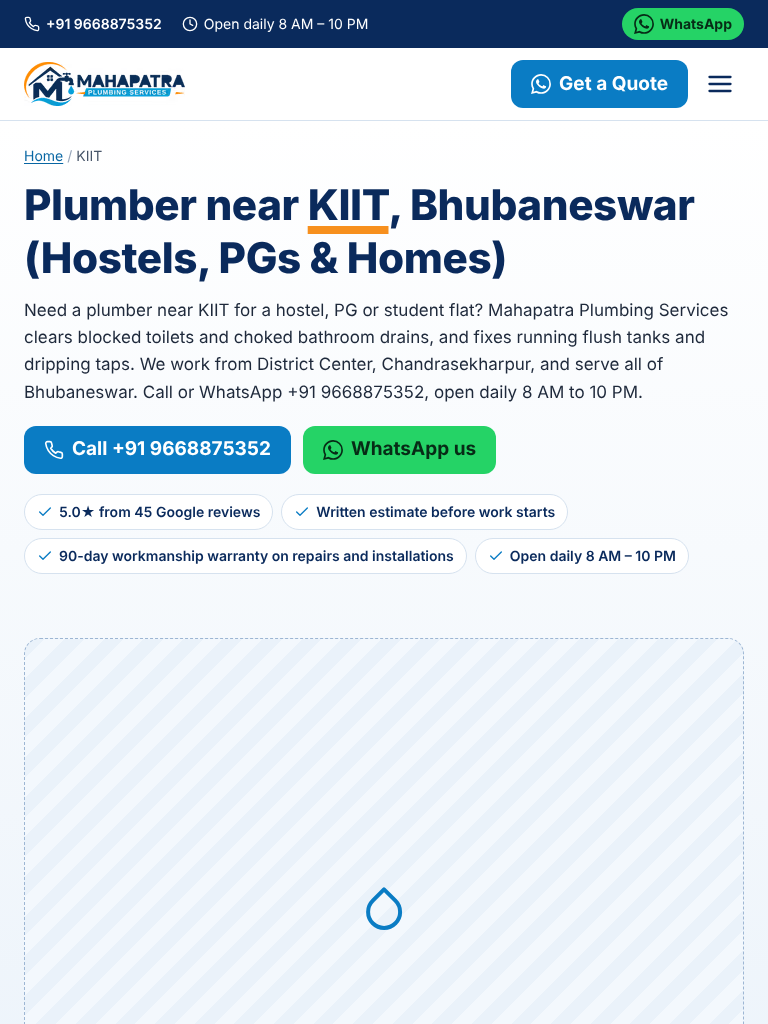 +91 9668875352
Open daily 8 AM – 10 PM
WhatsApp
MAHAPATRA
PLUMBING SERVICES
Get a Quote
Home / KIIT
Plumber near KIIT, Bhubaneswar
(Hostels, PGs & Homes)
Need a plumber near KIIT for a hostel, PG or student flat? Mahapatra Plumbing Services
clears blocked toilets and choked bathroom drains, and fixes running flush tanks and
dripping taps. We work from District Center, Chandrasekharpur, and serve all of
Bhubaneswar. Call or WhatsApp +91 9668875352, open daily 8 AM to 10 PM.
Call +91 9668875352
WhatsApp us
5.0★ from 45 Google reviews
Written estimate before work starts
90-day workmanship warranty on repairs and installations
Open daily 8 AM – 10 PM